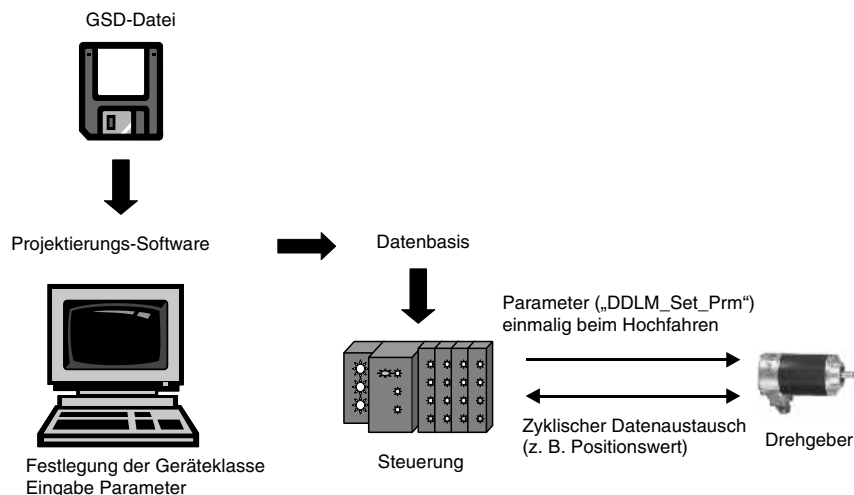 GSD-Datei
Projektierungs-Software
Datenbasis
Parameter („DDLM_Set_Prm“)
einmalig beim Hochfahren
Zyklischer Datenaustausch
(z. B. Positionswert)
Drehgeber
Steuerung
Festlegung der Geräteklasse
Eingabe Parameter